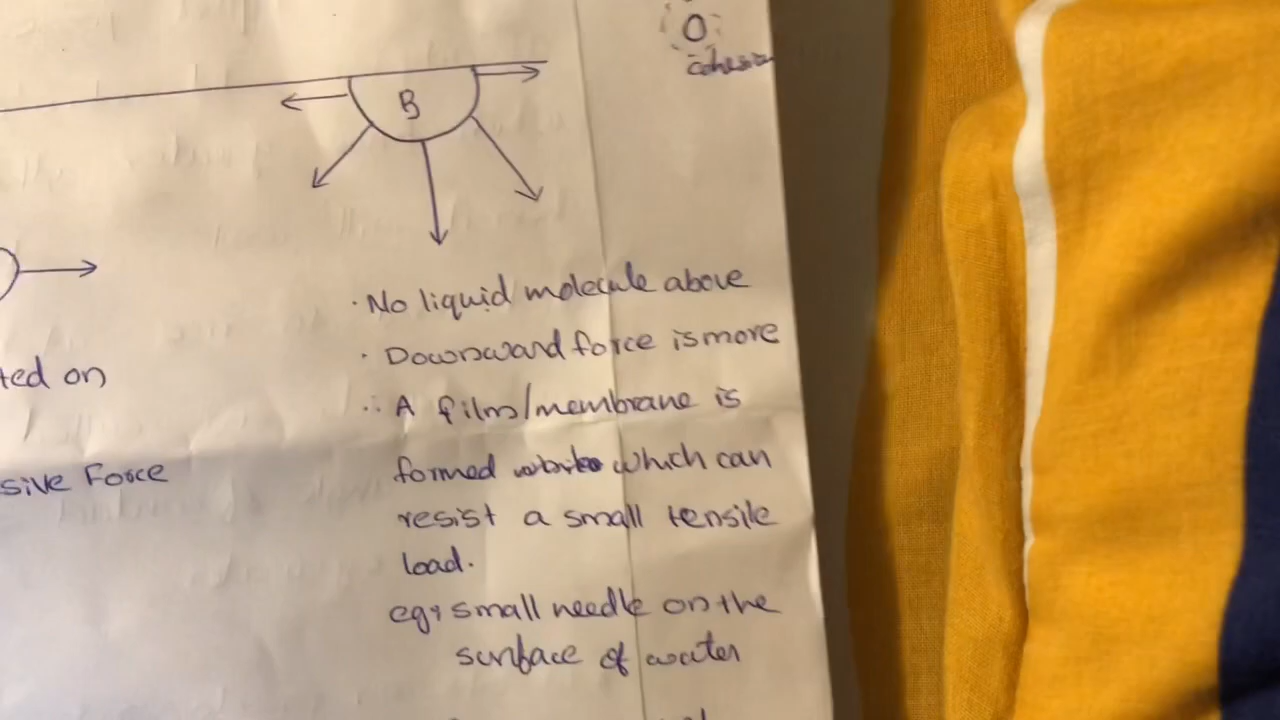 O
cohesion
B
· No liquid molecule above
· Downward force is more
ted on
∴ A film/membrane is
sive Force
formed which can
resist a small tensile
load.
eg: small needle on the
surface of water